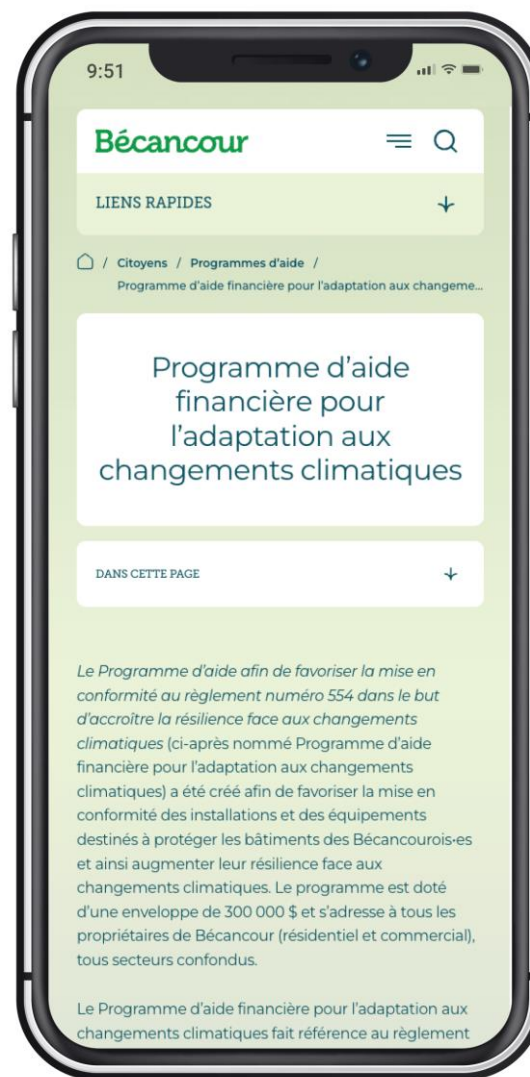 9:51
Bécancour
LIENS RAPIDES
/ Citoyens / Programmes d'aide /
Programme d'aide financière pour l'adaptation aux changeme...
Programme d'aide
financière pour
l'adaptation aux
changements climatiques
DANS CETTE PAGE
Le Programme d'aide afin de favoriser la mise en
conformité au règlement numéro 554 dans le but
d'accroître la résilience face aux changements
climatiques (ci-après nommé Programme d'aide
financière pour l'adaptation aux changements
climatiques) a été créé afin de favoriser la mise en
conformité des installations et des équipements
destinés à protéger les bâtiments des Bécancourois•es
et ainsi augmenter leur résilience face aux
changements climatiques. Le programme est doté
d'une enveloppe de 300 000 $ et s'adresse à tous les
propriétaires de Bécancour (résidentiel et commercial),
tous secteurs confondus.
Le Programme d'aide financière pour l'adaptation aux
changements climatiques fait référence au règlement